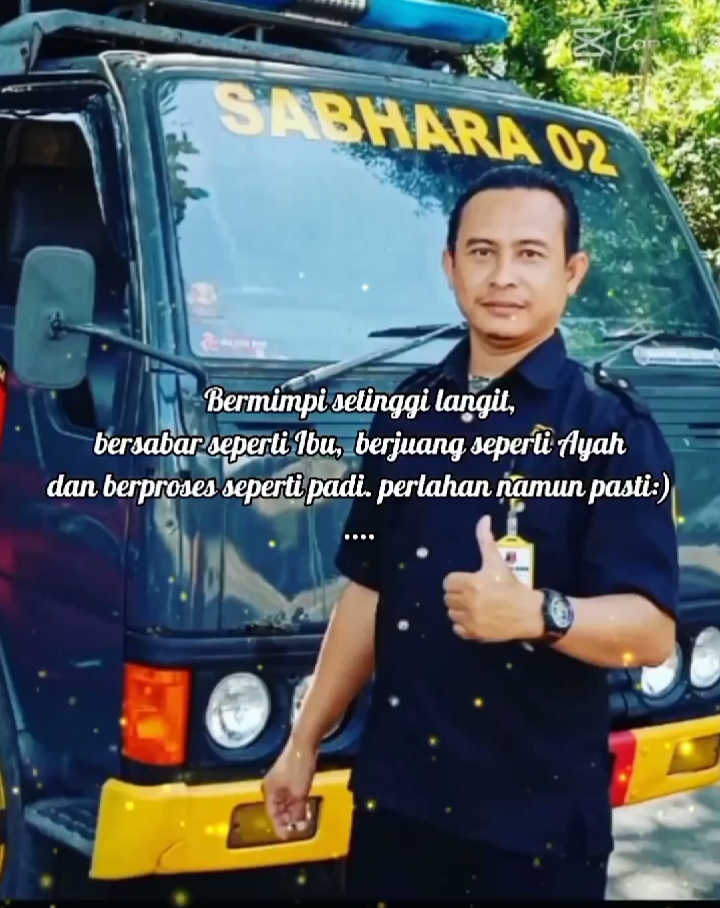 SABHARA 02
Bermimpi setinggi langit,
bersabar seperti Ibu, berjuang seperti Ayah
dan berproses seperti padi. perlahan namun pasti:)
....